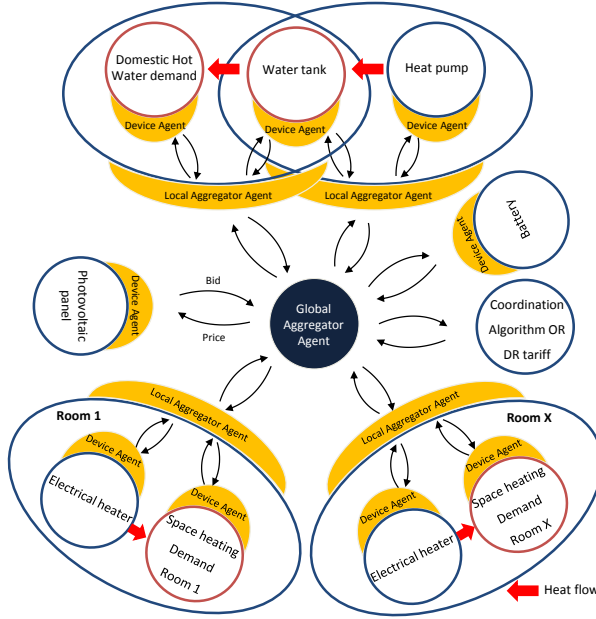 Domestic Hot
Water demand
Water tank
Heat pump
Device Agent
Device Agent
Device Agent
Local Aggregator Agent
Local Aggregator Agent
Battery
Device Agent
Photovoltaic
panel
Device Agent
Bid
Price
Global
Aggregator
Agent
Coordination
Algorithm OR
DR tariff
Room 1
Local Aggregator Agent
Device Agent
Electrical heater
Device Agent
Space heating
Demand
Room 1
Local Aggregator Agent
Room X
Device Agent
Space heating
Demand
Room X
Device Agent
Electrical heater
Heat flow